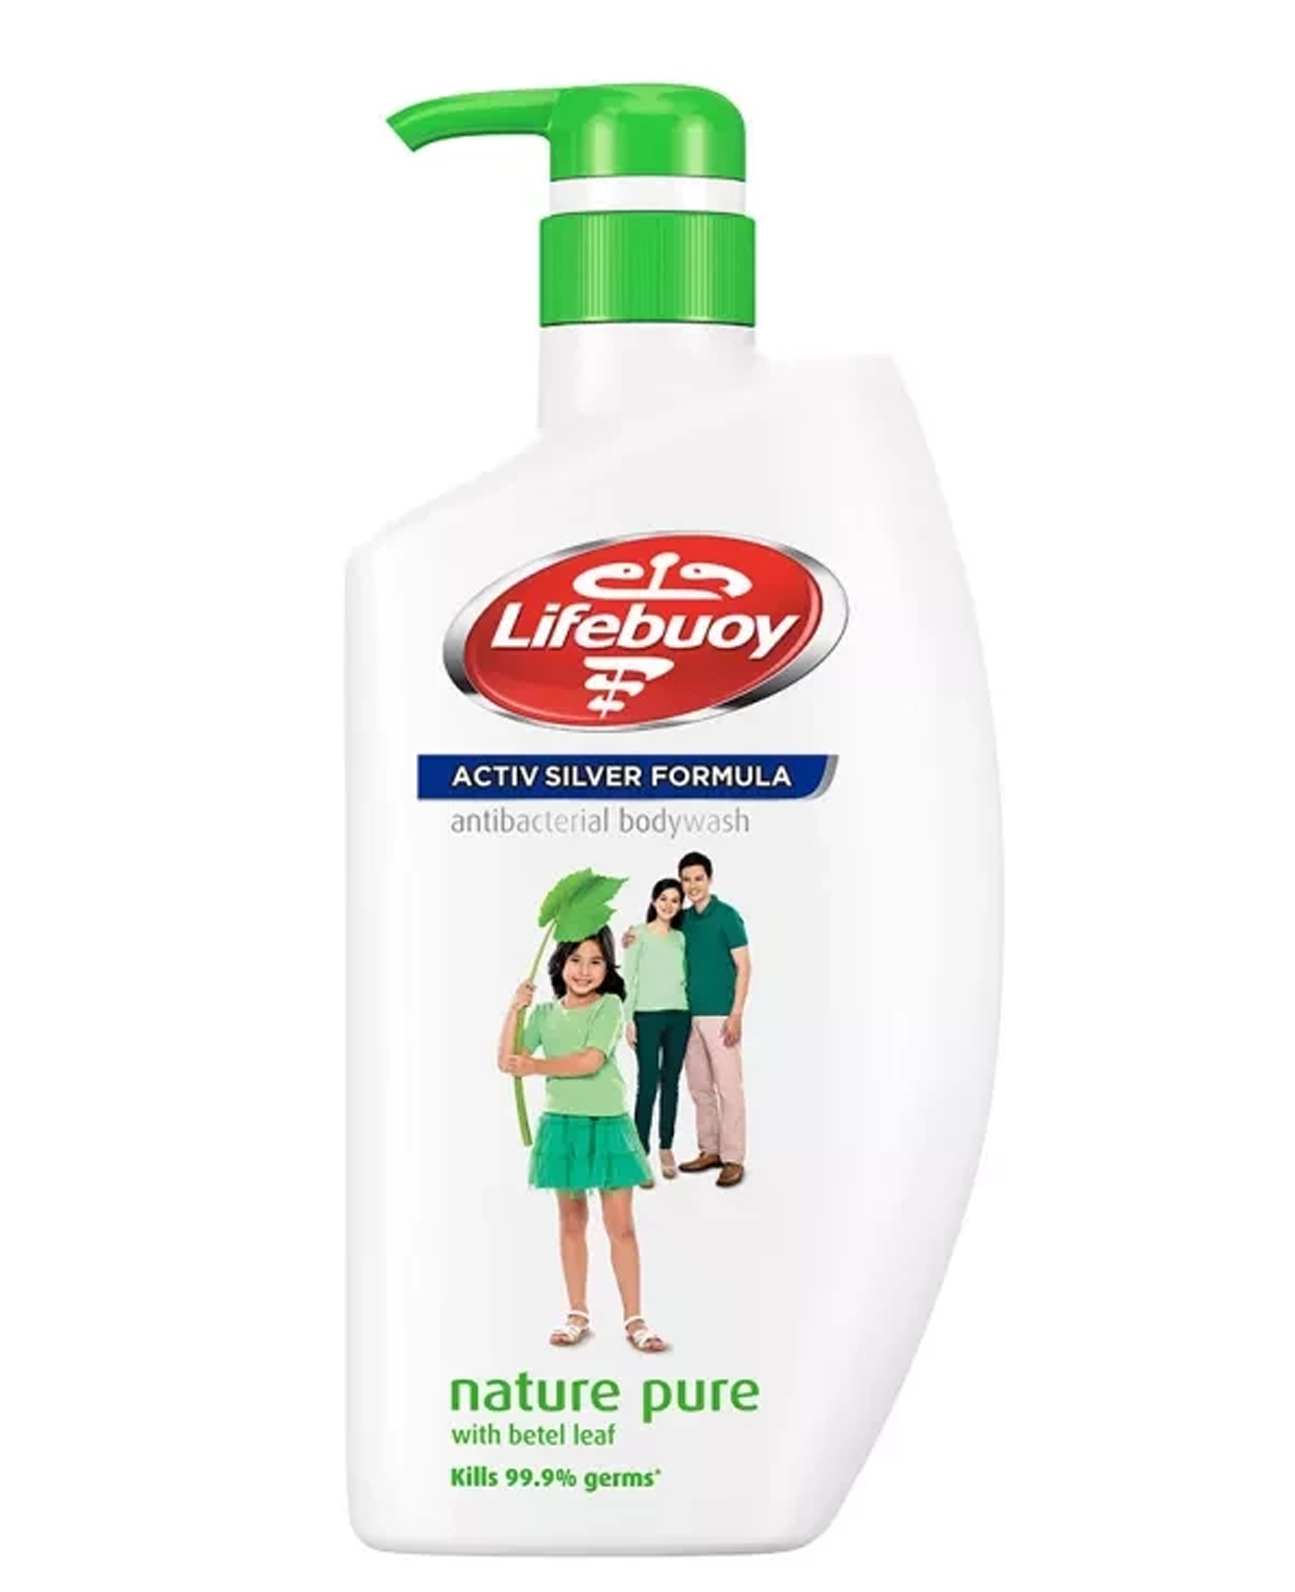 Lifebuoy
ACTIV SILVER FORMULA
antibacterial bodywash
nature pure
with betel leaf
Kills 99.9% germs*